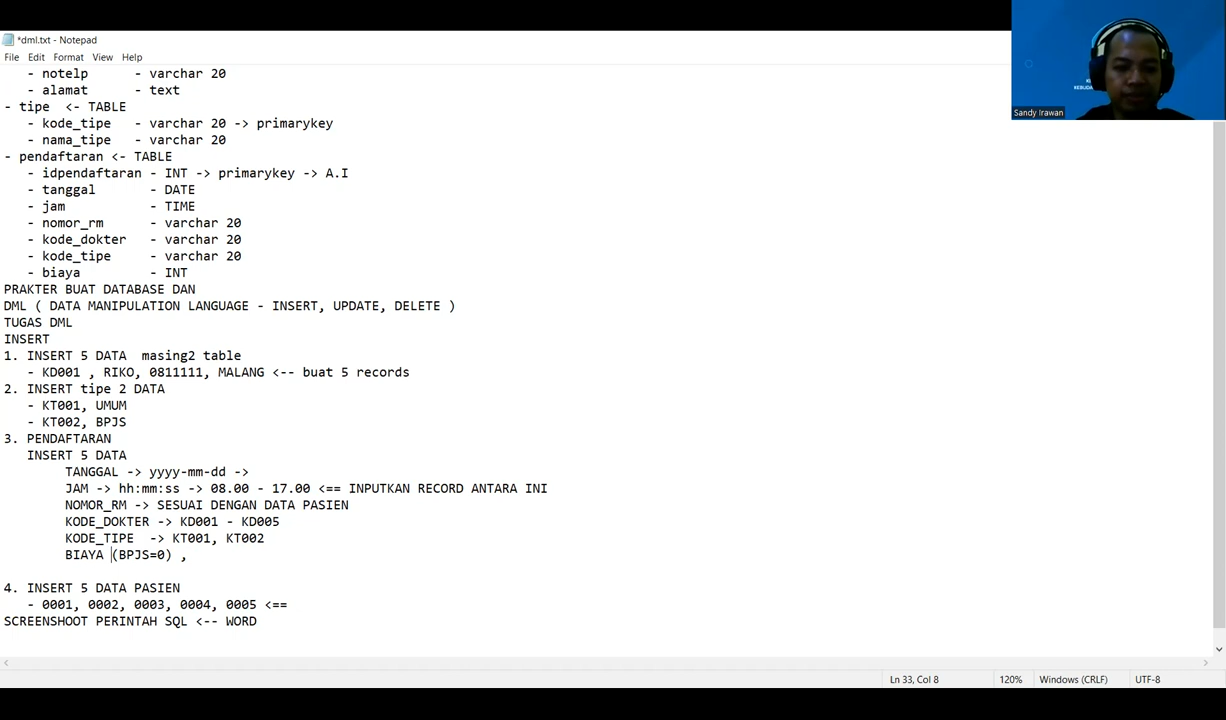 *dml.txt - Notepad
File Edit Format View Help
- notelp - varchar 20
- alamat - text
- tipe <- TABLE
- kode_tipe - varchar 20 -> primarykey
- nama_tipe - varchar 20
- pendaftaran <- TABLE
- idpendaftaran - INT -> primarykey -> A.I
- tanggal - DATE
- jam - TIME
- nomor_rm - varchar 20
- kode_dokter - varchar 20
- kode_tipe - varchar 20
- biaya - INT
PRAKTER BUAT DATABASE DAN
DML ( DATA MANIPULATION LANGUAGE - INSERT, UPDATE, DELETE )
TUGAS DML
INSERT
1. INSERT 5 DATA masing2 table
- KD001 , RIKO, 0811111, MALANG <-- buat 5 records
2. INSERT tipe 2 DATA
- KT001, UMUM
- KT002, BPJS
3. PENDAFTARAN
INSERT 5 DATA
TANGGAL -> yyyy-mm-dd ->
JAM -> hh:mm:ss -> 08.00 - 17.00 <== INPUTKAN RECORD ANTARA INI
NOMOR_RM -> SESUAI DENGAN DATA PASIEN
KODE_DOKTER -> KD001 - KD005
KODE_TIPE -> KT001, KT002
BIAYA (BPJS=0) ,
4. INSERT 5 DATA PASIEN
- 0001, 0002, 0003, 0004, 0005 <==
SCREENSHOOT PERINTAH SQL <-- WORD
Ln 33, Col 8 120% Windows (CRLF) UTF-8
Sandy Irawan